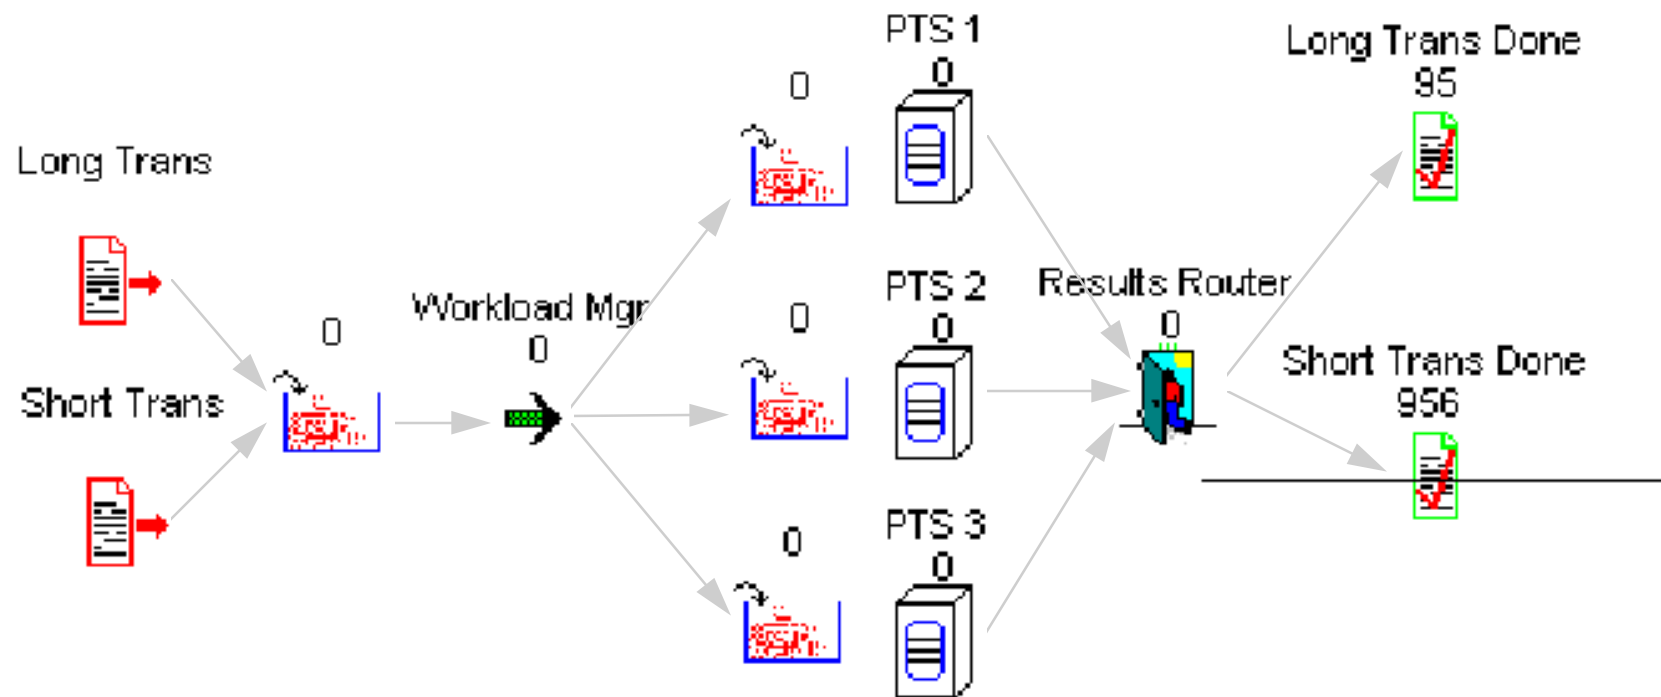 Long Trans
Short Trans
0
Workload Mgr
0
PTS 1
0
0
PTS 2
0
0
PTS 3
0
0
Results Router
0
Long Trans Done
95
Short Trans Done
956